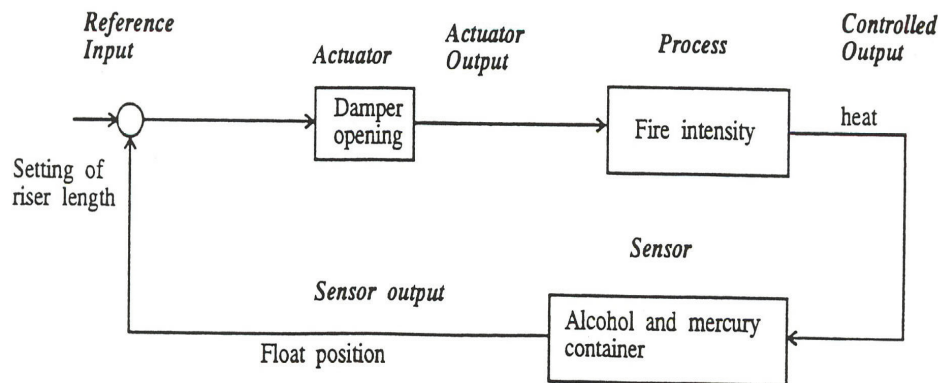 Reference
Input
Actuator
Actuator
Output
Process
Controlled
Output
Damper
opening
Fire intensity
heat
Setting of
riser length
Sensor
Sensor output
Alcohol and mercury
container
Float position